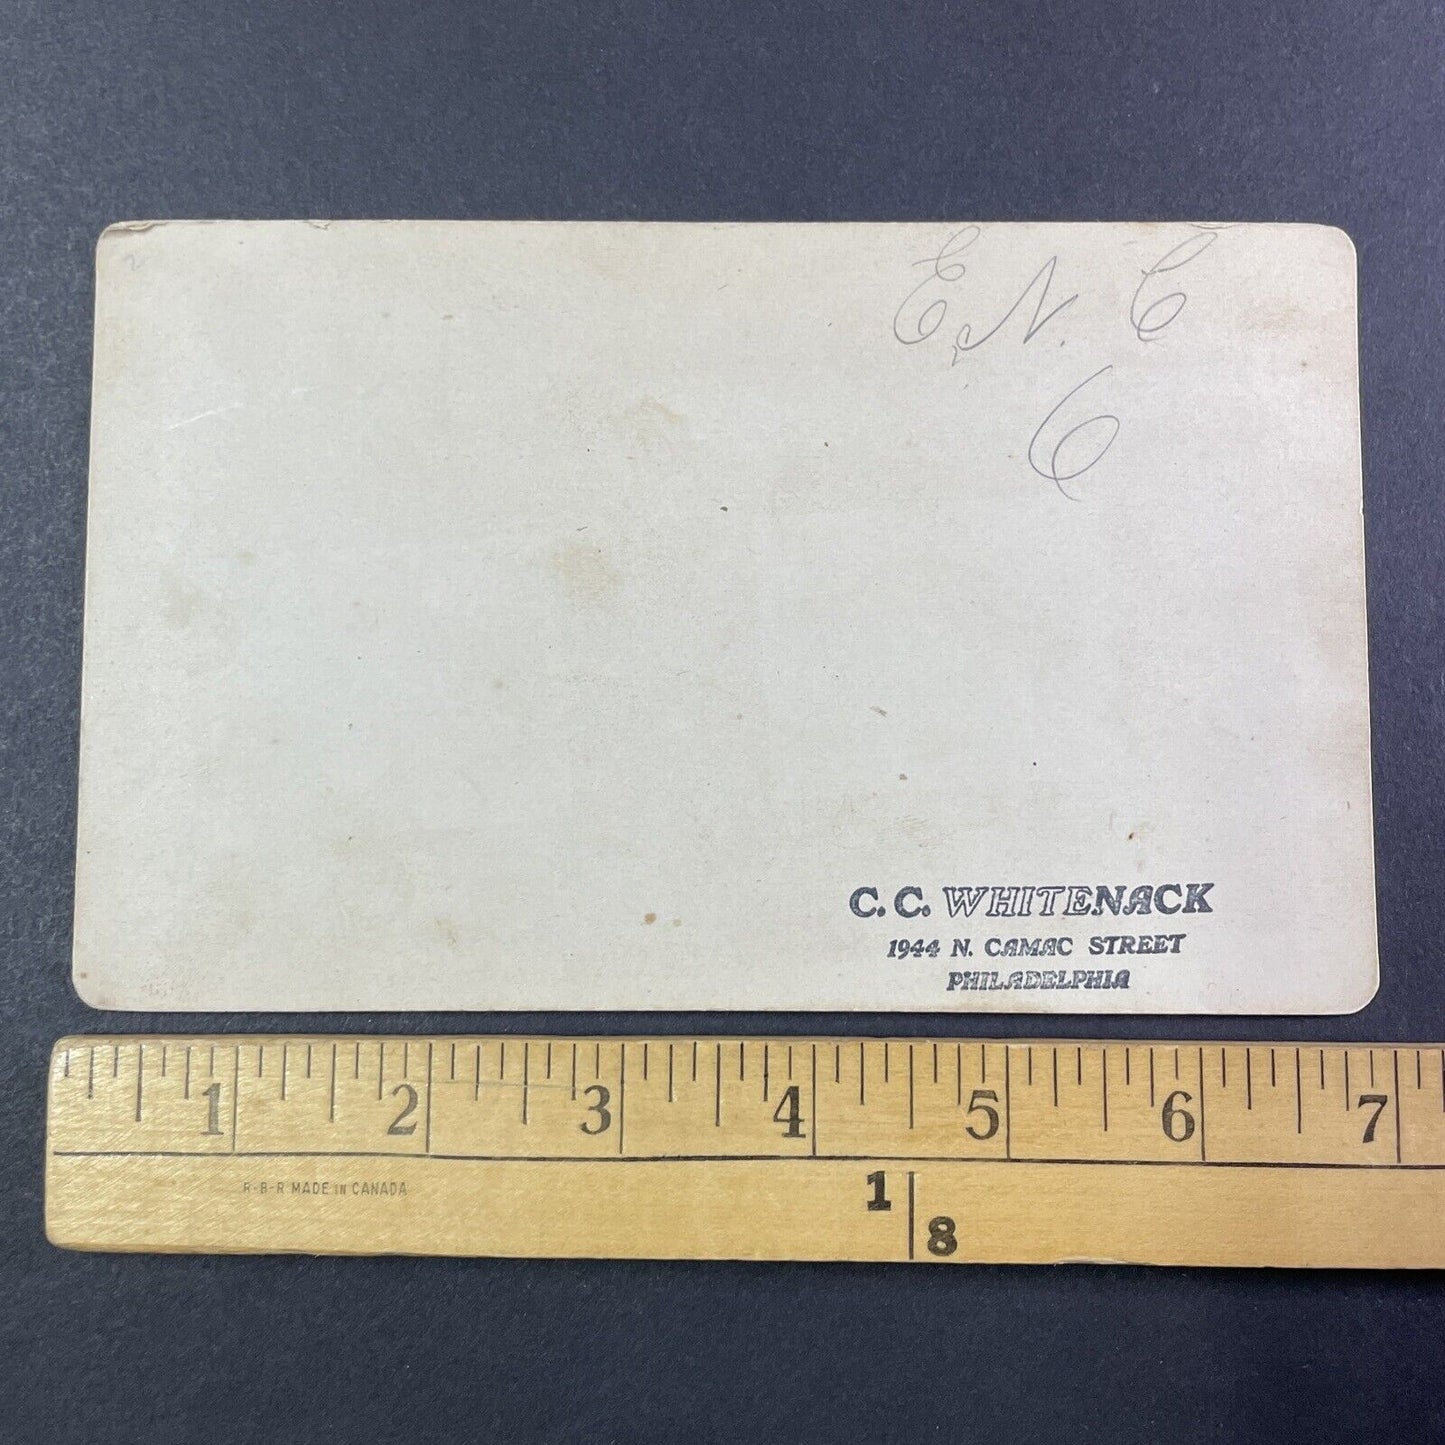 E. N. C
6
C. C. WHITENACK
1944 N. CAMAC STREET
PHILADELPHIA
1 2 3 4 5 6 7
R-B-R MADE IN CANADA
1
8